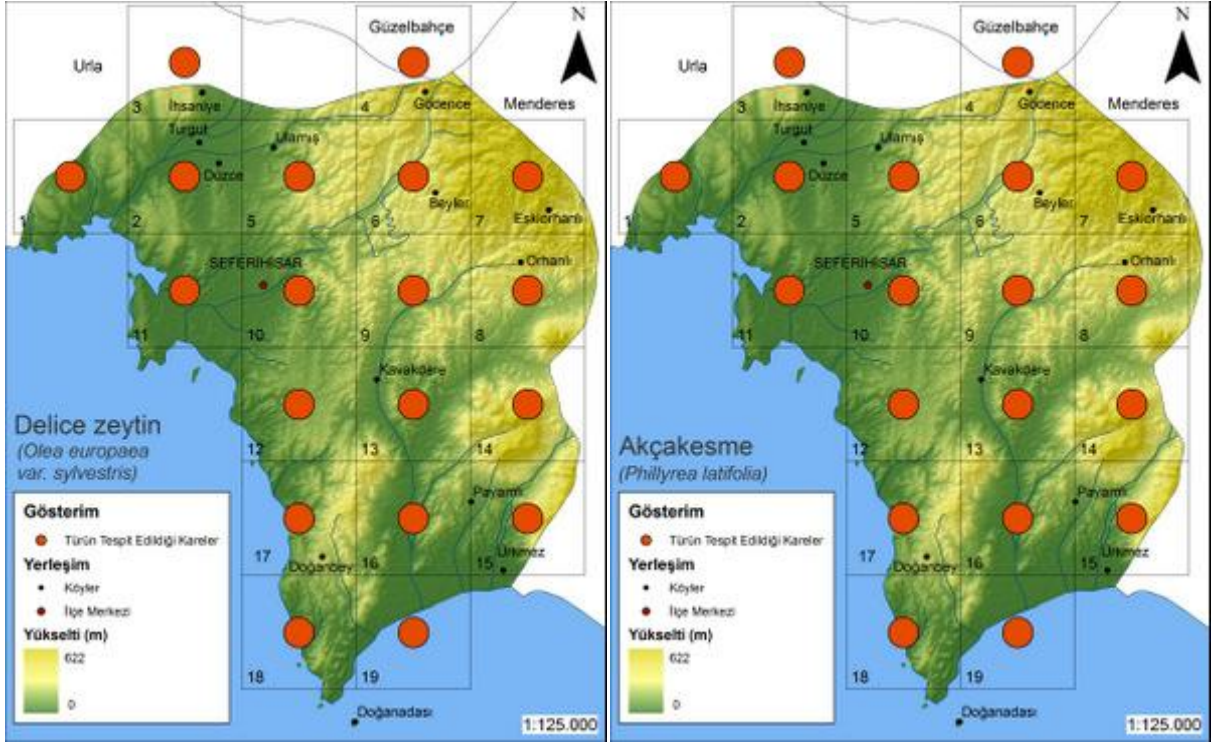 N
Güzelbahçe
Urla
3
4
İhsaniye
Gödence
Menderes
Turgut
Ulamış
Düzce
Beyler
1
2
5
6
7
Eskiorhanlı
SEFERİHİSAR
Orhanlı
11
10
9
8
Kavakdere
Delice zeytin
(Olea europaea
var. sylvestris)
12
13
14
Gösterim
Payamlı
Türün Tespit Edildiği Kareler
Ürkmez
Yerleşim
17
Doğanbey
16
15
Köyler
İlçe Merkezi
Yükselti (m)
622
0
18
19
Doğanadası
1:125.000
N
Güzelbahçe
Urla
3
4
İhsaniye
Gödence
Menderes
Turgut
Ulamış
Düzce
Beyler
1
2
5
6
7
Eskiorhanlı
SEFERİHİSAR
Orhanlı
11
10
9
8
Kavakdere
Akçakesme
(Phillyrea latifolia)
12
13
14
Gösterim
Payamlı
Türün Tespit Edildiği Kareler
Ürkmez
Yerleşim
17
Doğanbey
16
15
Köyler
İlçe Merkezi
Yükselti (m)
622
0
18
19
Doğanadası
1:125.000